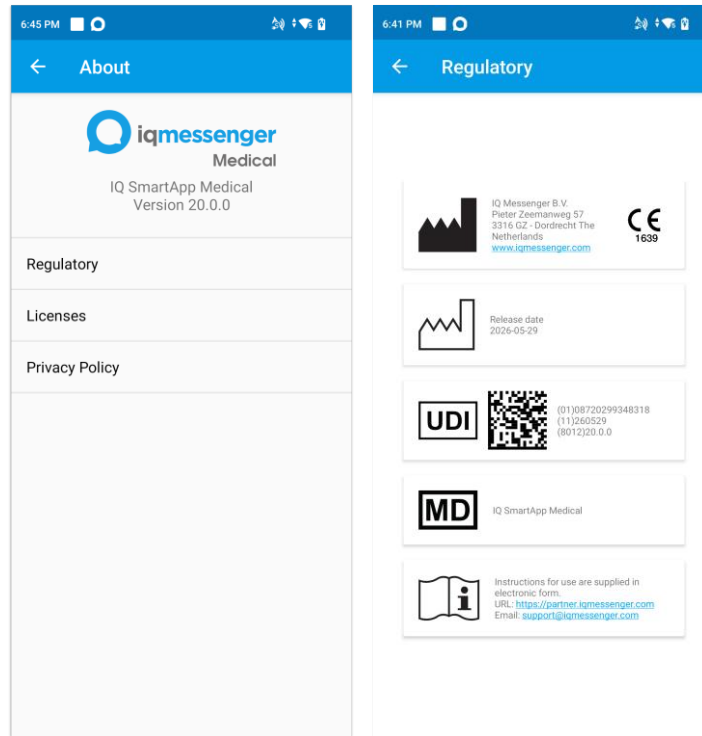 6:45 PM
About
iqmessenger
Medical
IQ SmartApp Medical
Version 20.0.0
Regulatory
Licenses
Privacy Policy
6:41 PM
Regulatory
IQ Messenger B.V.
Pieter Zeemanweg 57
3316 GZ - Dordrecht The
Netherlands
www.iqmessenger.com
CE
1639
Release date
2026-05-29
UDI
(01)08720299348318
(11)260529
(8012)20.0.0
MD
IQ SmartApp Medical
i
Instructions for use are supplied in
electronic form.
URL: https://partner.iqmessenger.com
Email: support@iqmessenger.com